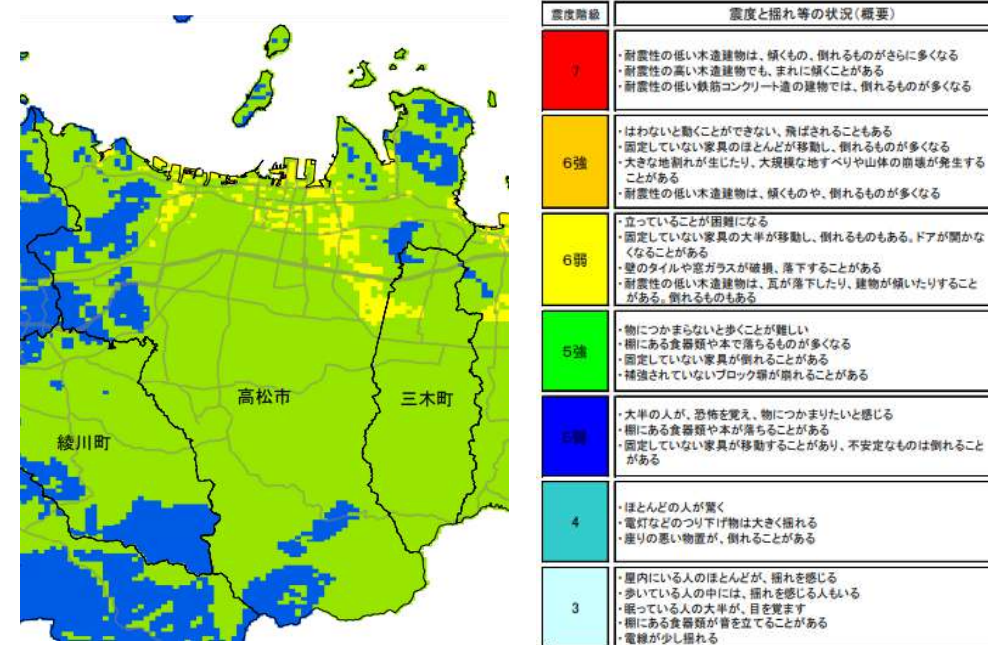 高松市
三木町
綾川町
震度階級
震度と揺れ等の状況(概要)
7
・耐震性の低い木造建物は、傾くもの、倒れるものがさらに多くなる
・耐震性の高い木造建物でも、まれに傾くことがある
・耐震性の低い鉄筋コンクリート造の建物では、倒れるものが多くなる
6強
・はわないと動くことができない、飛ばされることもある
・固定していない家具のほとんどが移動し、倒れるものが多くなる
・大きな地割れが生じたり、大規模な地すべりや山体の崩壊が発生する
ことがある
・耐震性の低い木造建物は、傾くものや、倒れるものが多くなる
6弱
・立っていることが困難になる
・固定していない家具の大半が移動し、倒れるものもある。ドアが開かな
くなることがある
・壁のタイルや窓ガラスが破損、落下することがある
・耐震性の低い木造建物は、瓦が落下したり、建物が傾いたりすること
がある。倒れるものもある
5強
・物につかまらないと歩くことが難しい
・棚にある食器類や本で落ちるものが多くなる
・固定していない家具が倒れることがある
・補強されていないブロック塀が崩れることがある
5弱
・大半の人が、恐怖を覚え、物につかまりたいと感じる
・棚にある食器類や本が落ちることがある
・固定していない家具が移動することがあり、不安定なものは倒れること
がある
4
・ほとんどの人が驚く
・電灯などのつり下げ物は大きく揺れる
・座りの悪い物置が、倒れることがある
3
・屋内にいる人のほとんどが、揺れを感じる
・歩いている人の中には、揺れを感じる人もいる
・眠っている人の大半が、目を覚ます
・棚にある食器類が音を立てることがある
・電線が少し揺れる